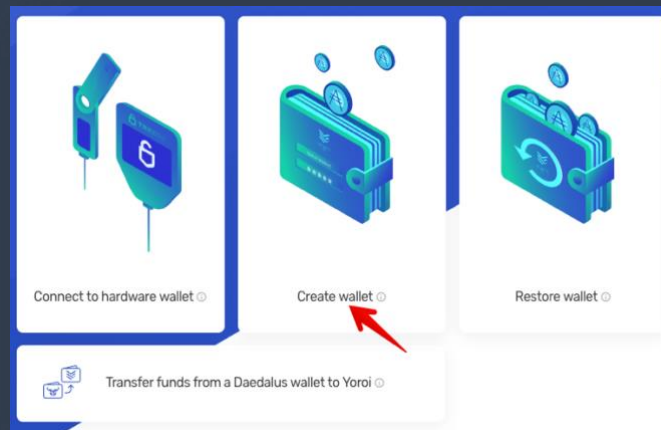 Connect to hardware wallet
Create wallet
Restore wallet
Transfer funds from a Daedalus wallet to Yoroi